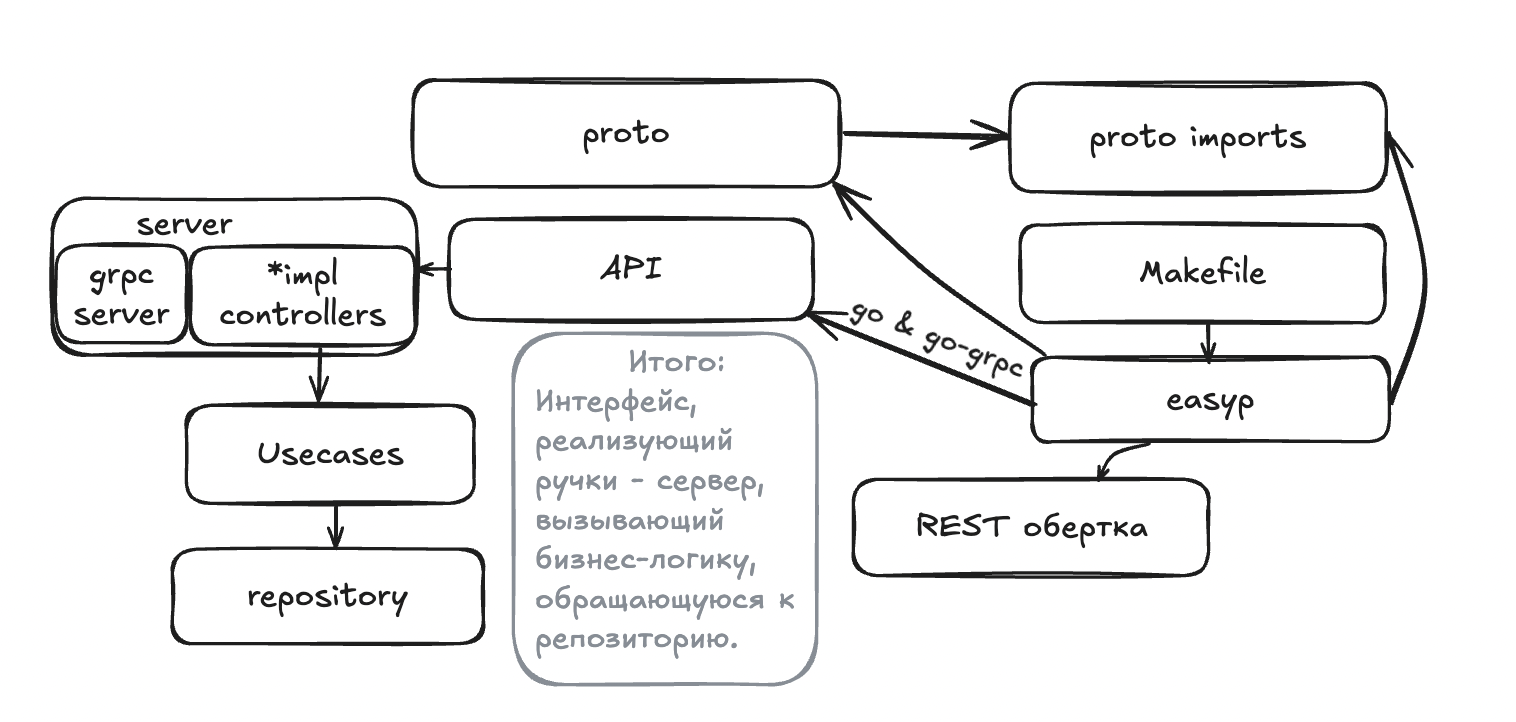 proto
proto imports
server
grpc
server
*impl
controllers
API
Makefile
go & go-grpc
easyp
Итого:
Интерфейс,
реализующий
ручки - сервер,
вызывающий
бизнес-логику,
обращающуюся к
репозиторию.
Usecases
REST обертка
repository